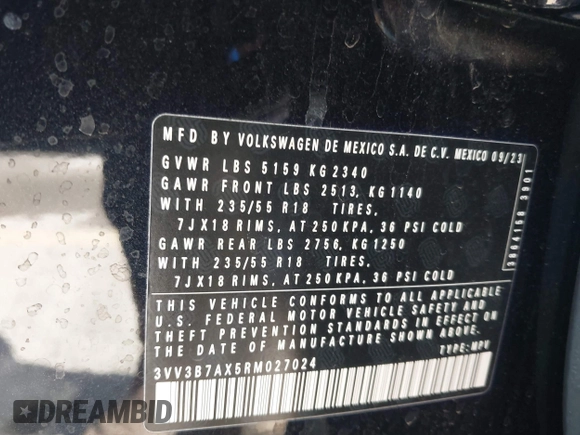 MFD BY VOLKSWAGEN DE MEXICO S.A. DE C.V. MEXICO 09/23
GVWR LBS 5159 KG 2340
GAWR FRONT LBS 2513, KG 1140
WITH 235/55 R18 TIRES,
7JX18 RIMS, AT 250 KPA, 36 PSI COLD
GAWR REAR LBS 2756, KG 1250
WITH 235/55 R18 TIRES,
7JX18 RIMS, AT 250 KPA, 36 PSI COLD
THIS VEHICLE CONFORMS TO ALL APPLICABLE
U.S. FEDERAL MOTOR VEHICLE SAFETY AND
THEFT PREVENTION STANDARDS IN EFFECT ON
THE DATE OF MANUFACTURE SHOWN ABOVE.
3VV3B7AX5RM027024
TYPE: MPV
DREAMBID